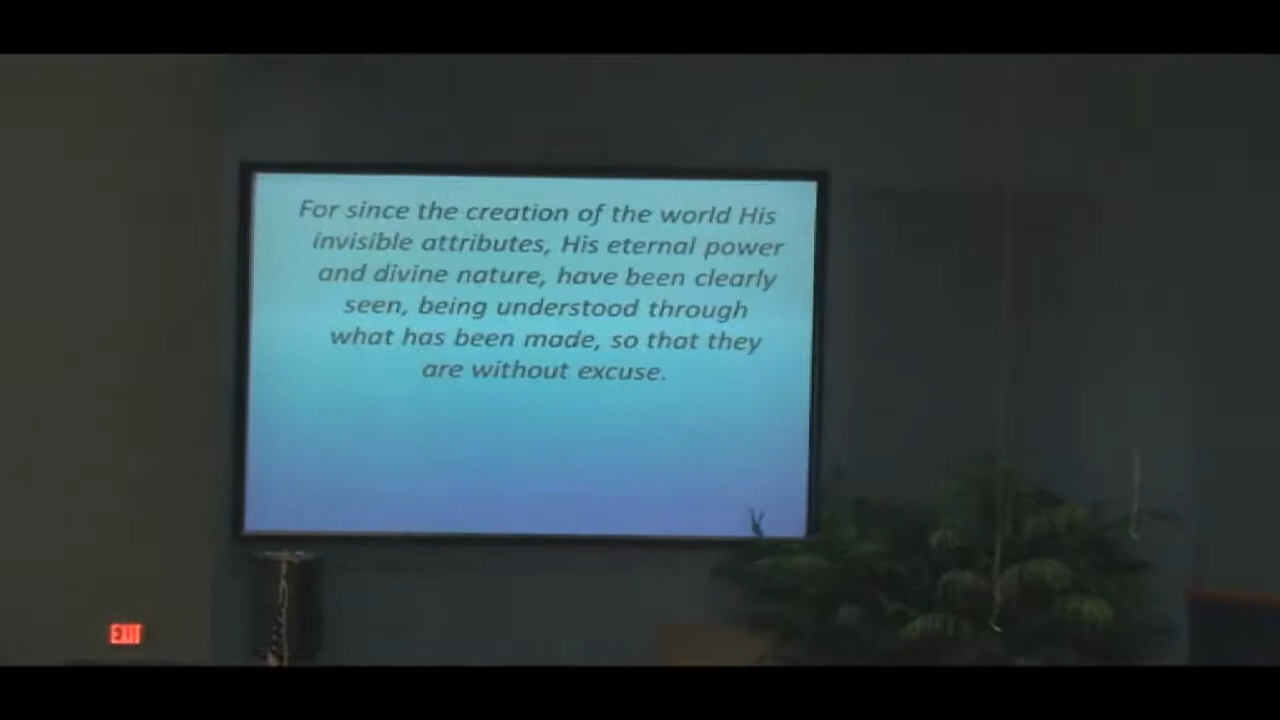 For since the creation of the world His
invisible attributes, His eternal power
and divine nature, have been clearly
seen, being understood through
what has been made, so that they
are without excuse.
EXIT